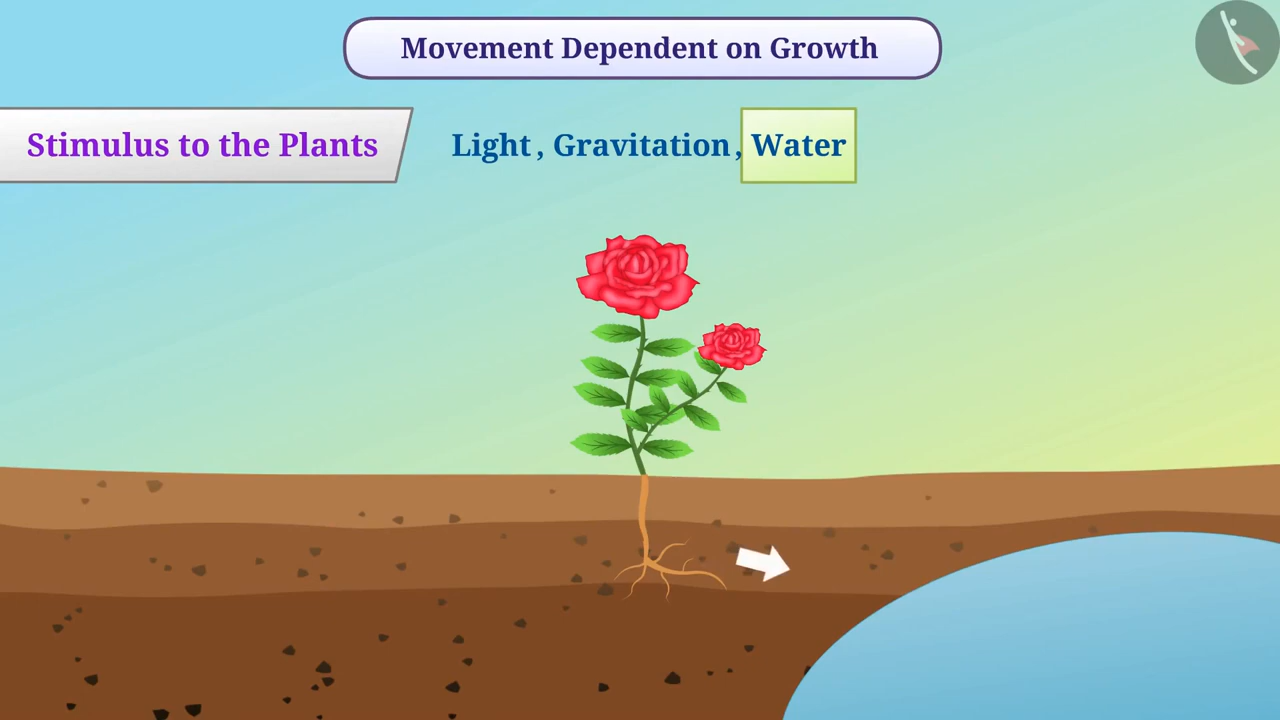 Movement Dependent on Growth
Stimulus to the Plants
Light , Gravitation , Water